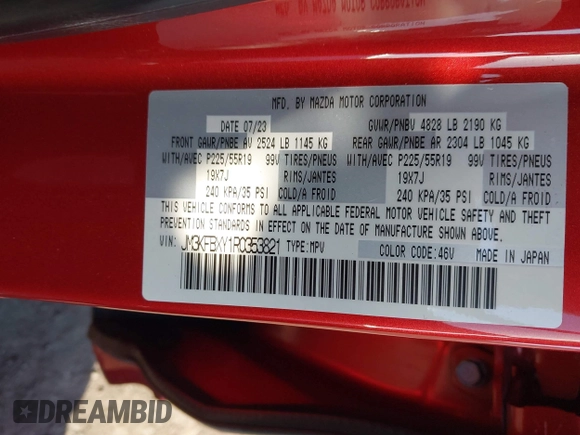 MFD. BY MAZDA MOTOR CORPORATION
DATE 07/23 GVWR/PNBV 4828 LB 2190 KG
FRONT GAWR/PNBE AV 2524 LB 1145 KG REAR GAWR/PNBE AR 2304 LB 1045 KG
WITH/AVEC P225/55R19 99V TIRES/PNEUS WITH/AVEC P225/55R19 99V TIRES/PNEUS
19X7J RIMS/JANTES 19X7J RIMS/JANTES
240 KPA/35 PSI COLD/A FROID 240 KPA/35 PSI COLD/A FROID
THIS VEHICLE CONFORMS TO ALL APPLICABLE FEDERAL MOTOR VEHICLE SAFETY AND THEFT
PREVENTION STANDARDS IN EFFECT ON THE DATE OF MANUFACTURE SHOWN ABOVE.
VIN: JM3KFBXY1R0353821 TYPE:MPV COLOR CODE:46V MADE IN JAPAN
DREAMBID